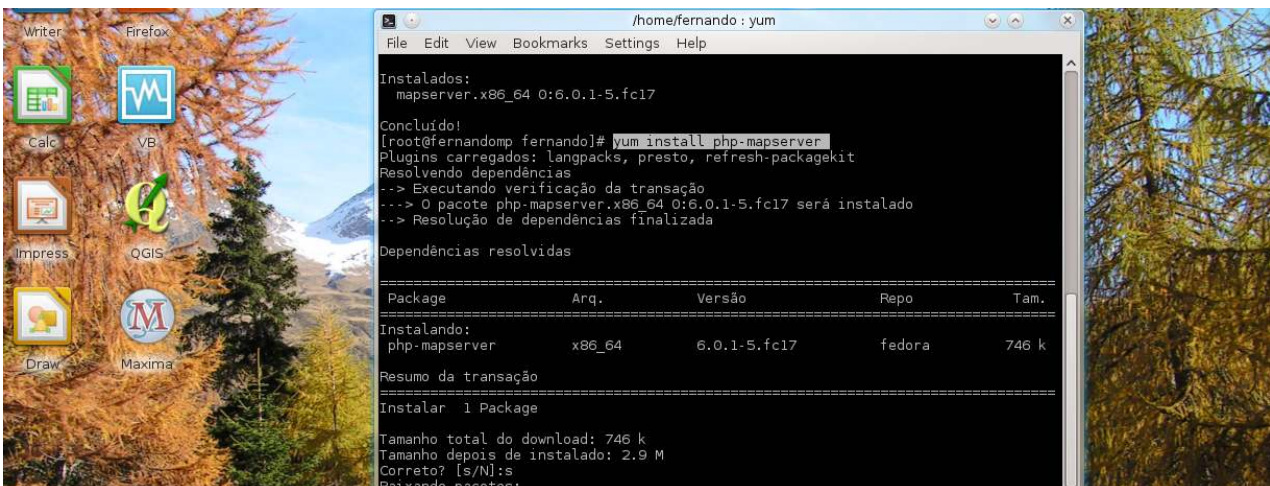 Writer
Firefox
Calc
VB
Impress
QGIS
Draw
Maxima
/home/fernando : yum
File Edit View Bookmarks Settings Help
Instalados:
mapserver.x86_64 0:6.0.1-5.fc17
Concluído!
[root@fernandomp fernando]# yum install php-mapserver
Plugins carregados: langpacks, presto, refresh-packagekit
Resolvendo dependências
--> Executando verificação da transação
---> O pacote php-mapserver.x86_64 0:6.0.1-5.fc17 será instalado
--> Resolução de dependências finalizada
Dependências resolvidas
================================================================================
Package Arq. Versão Repo Tam.
================================================================================
Instalando:
php-mapserver x86_64 6.0.1-5.fc17 fedora 746 k
Resumo da transação
================================================================================
Instalar 1 Package
Tamanho total do download: 746 k
Tamanho depois de instalado: 2.9 M
Correto? [s/N]:s
Baixando pacotes: